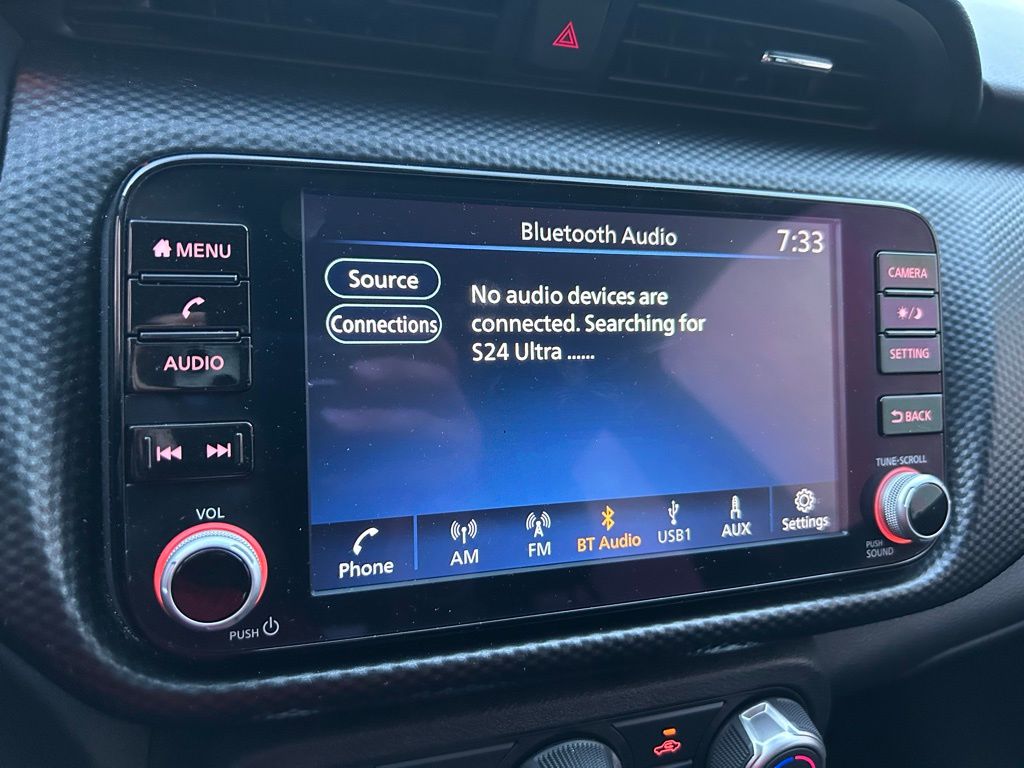 Bluetooth Audio
7:33
MENU
AUDIO
VOL
PUSH
Source
Connections
No audio devices are
connected. Searching for
S24 Ultra ......
Phone
AM
FM
BT Audio
USB1
AUX
Settings
CAMERA
SETTING
BACK
TUNE•SCROLL
PUSH
SOUND